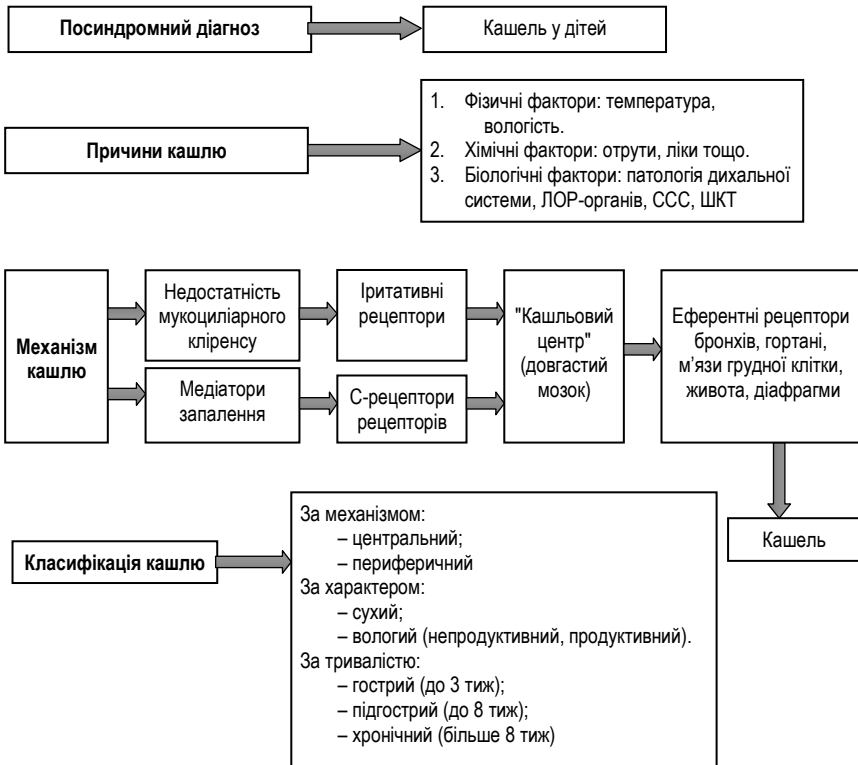 Посиндромний діагноз
Кашель у дітей
Причини кашлю
1. Фізичні фактори: температура,
вологість.
2. Хімічні фактори: отрути, ліки тощо.
3. Біологічні фактори: патологія дихальної
системи, ЛОР-органів, ССС, ШКТ
Механізм
кашлю
Недостатність
мукоциліарного
кліренсу
Іритативні
рецептори
Медіатори
запалення
С-рецептори
рецепторів
"Кашльовий
центр"
(довгастий
мозок)
Еферентні рецептори
бронхів, гортані,
м’язи грудної клітки,
живота, діафрагми
Кашель
Класифікація кашлю
За механізмом:
– центральний;
– периферичний
За характером:
– сухий;
– вологий (непродуктивний, продуктивний).
За тривалістю:
– гострий (до 3 тиж);
– підгострий (до 8 тиж);
– хронічний (більше 8 тиж)